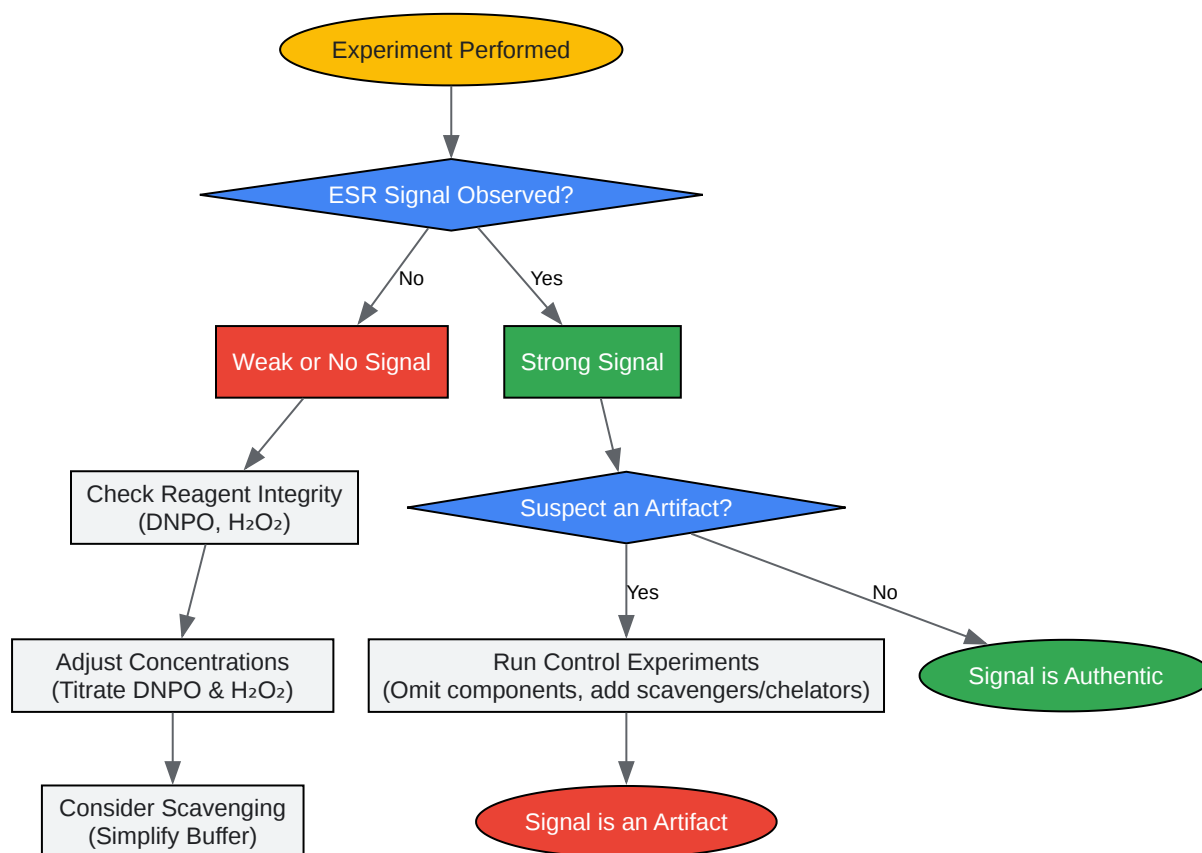 Experiment Performed
ESR Signal Observed?
No
Yes
Weak or No Signal
Strong Signal
Check Reagent Integrity
(DNPO, H₂O₂)
Suspect an Artifact?
Yes
No
Adjust Concentrations
(Titrate DNPO & H₂O₂)
Run Control Experiments
(Omit components, add scavengers/chelators)
Signal is Authentic
Consider Scavenging
(Simplify Buffer)
Signal is an Artifact